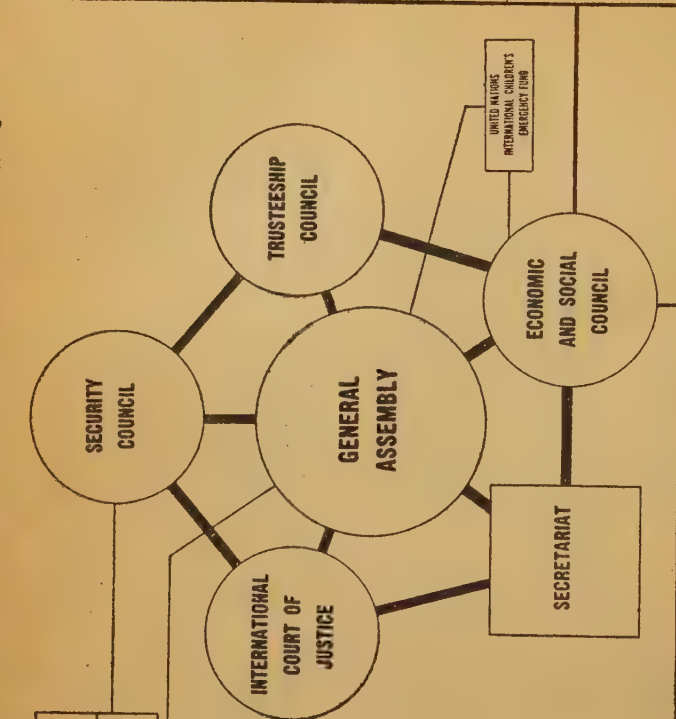 INTERNATIONAL
COURT OF
JUSTICE
SECURITY
COUNCIL
TRUSTEESHIP
COUNCIL
GENERAL
ASSEMBLY
SECRETARIAT
ECONOMIC
AND SOCIAL
COUNCIL
UNITED NATIONS
INTERNATIONAL CHILDREN'S
EMERGENCY FUND